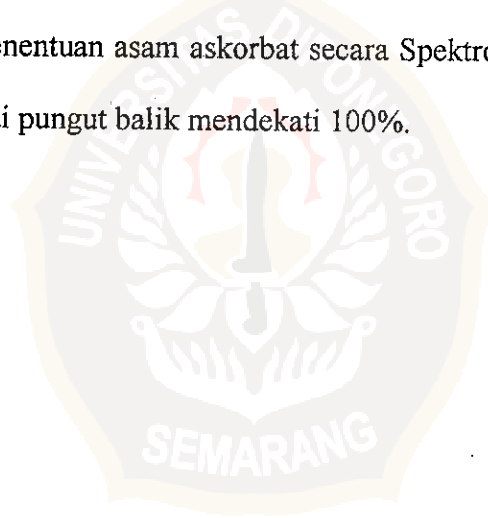 enentuan asam askorbat secara Spektro
i pungut balik mendekati 100%.
UNIVERSITAS DIPONEGORO
SEMARANG